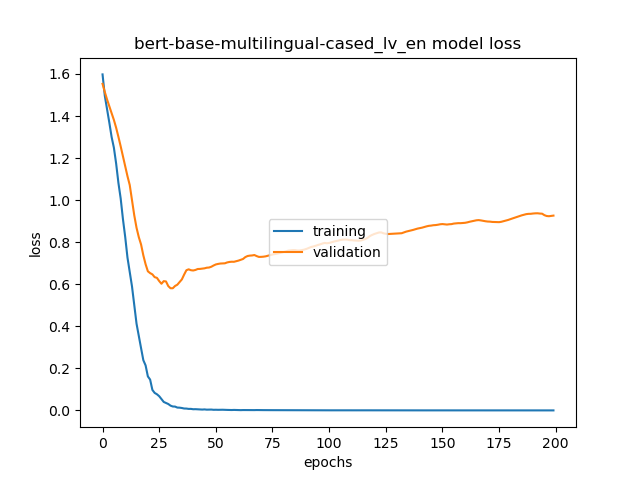 bert-base-multilingual-cased_lv_en model loss
loss
1.6
1.4
1.2
1.0
0.8
0.6
0.4
0.2
0.0
training
validation
0 25 50 75 100 125 150 175 200
epochs